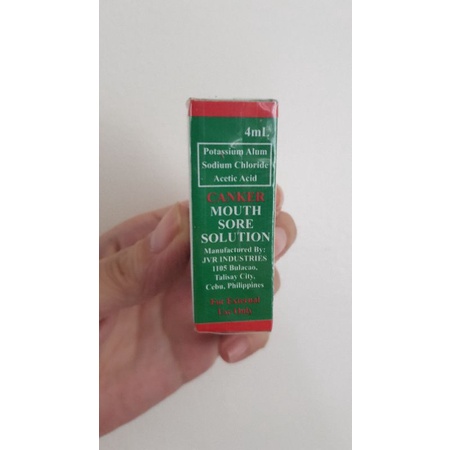 4mL
Potassium Alum
Sodium Chloride
Acetic Acid
CANKER
MOUTH
SORE
SOLUTION
Manufactured By:
JVR INDUSTRIES
1105 Bulacao,
Talisay City,
Cebu, Philippines
For External
Use Only